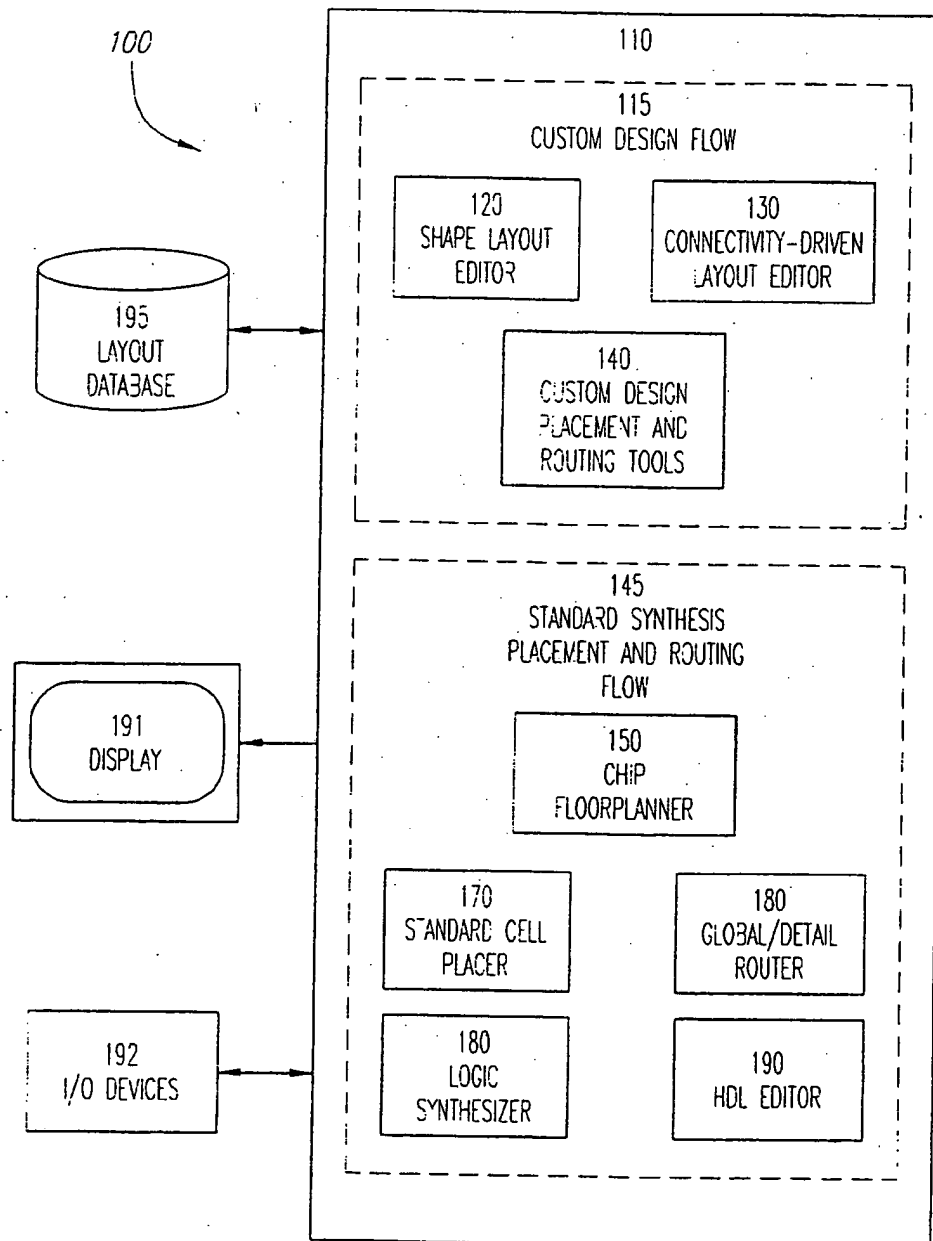 100
110
115
CUSTOM DESIGN FLOW
120
SHAPE LAYOUT
EDITOR
130
CONNECTIVITY-DRIVEN
LAYOUT EDITOR
140
CUSTOM DESIGN
PLACEMENT AND
ROUTING TOOLS
195
LAYOUT
DATABASE
145
STANDARD SYNTHESIS
PLACEMENT AND ROUTING
FLOW
150
CHIP
FLOORPLANNER
191
DISPLAY
170
STANDARD CELL
PLACER
180
GLOBAL/DETAIL
ROUTER
180
LOGIC
SYNTHESIZER
190
HDL EDITOR
192
I/O DEVICES